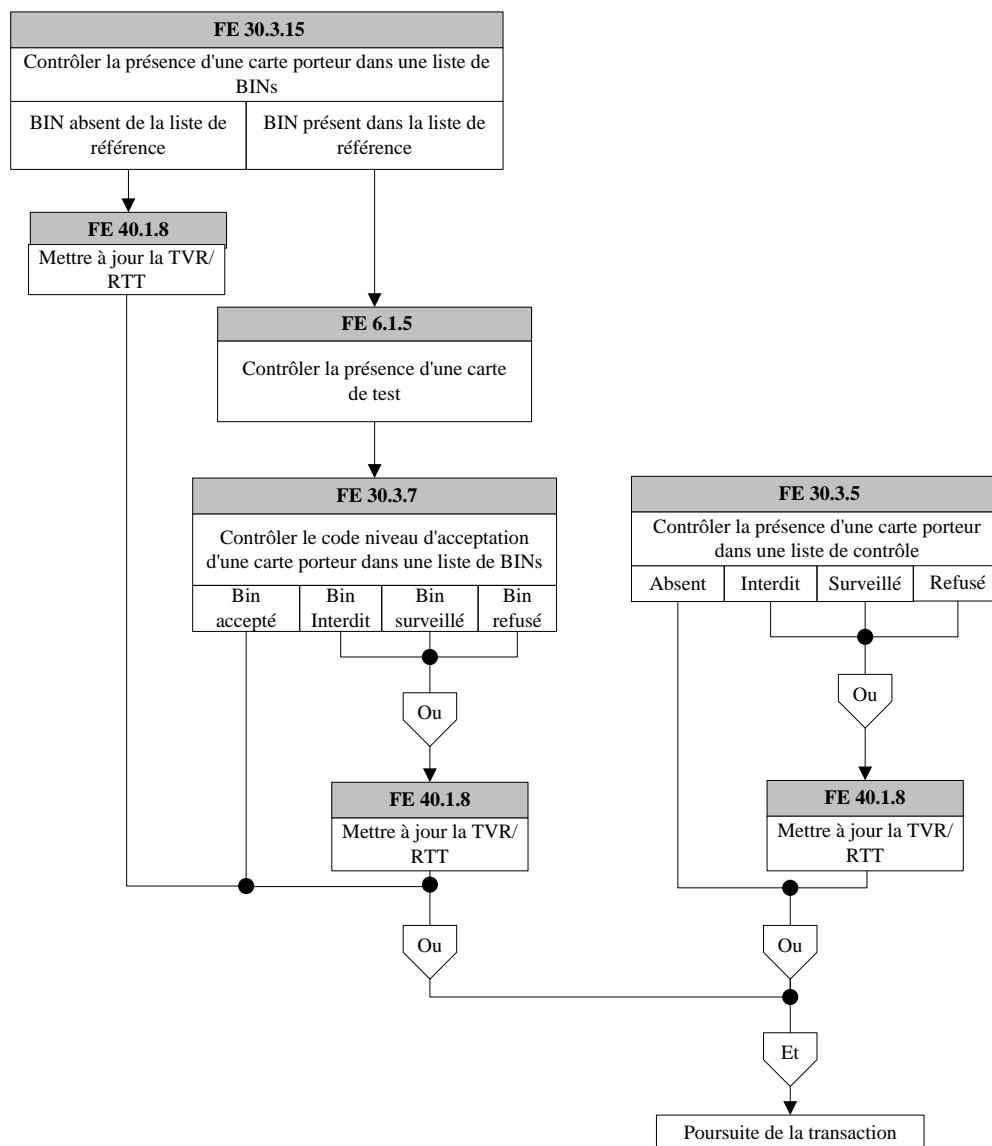 FE 30.3.15
Contrôler la présence d'une carte porteur dans une liste de
BINs
BIN absent de la liste de
référence
BIN présent dans la liste de
référence
FE 40.1.8
Mettre à jour la TVR/
RTT
FE 6.1.5
Contrôler la présence d'une carte
de test
FE 30.3.7
Contrôler le code niveau d'acceptation
d'une carte porteur dans une liste de BINs
Bin
accepté
Bin
Interdit
Bin
surveillé
Bin
refusé
Ou
FE 40.1.8
Mettre à jour la TVR/
RTT
Ou
FE 30.3.5
Contrôler la présence d'une carte porteur
dans une liste de contrôle
Absent
Interdit
Surveillé
Refusé
Ou
FE 40.1.8
Mettre à jour la TVR/
RTT
Ou
Et
Poursuite de la transaction